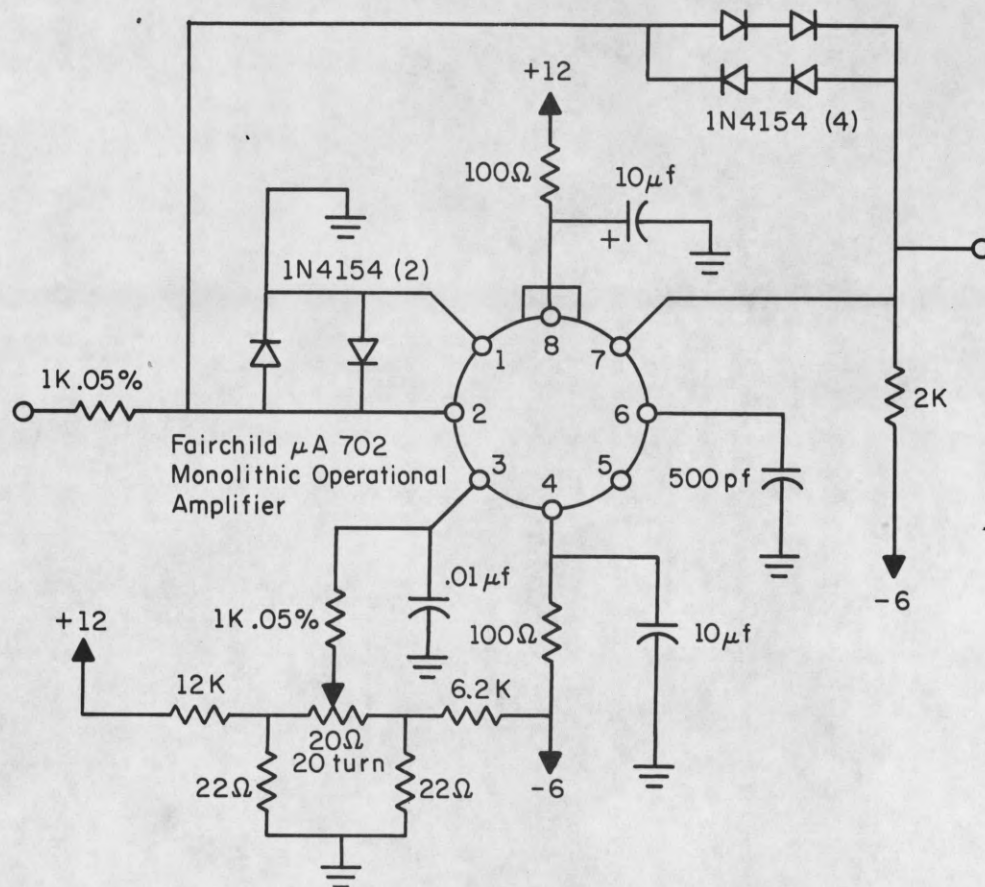 +12
1N4154 (4)
100Ω
10μf
+
1N4154 (2)
1
8
7
1K .05%
2
6
2K
Fairchild μA 702
Monolithic Operational
Amplifier
3
4
5
500 pf
-6
+12
1K .05%
.01μf
100Ω
10μf
12K
6.2K
20Ω
20 turn
22Ω
22Ω
-6